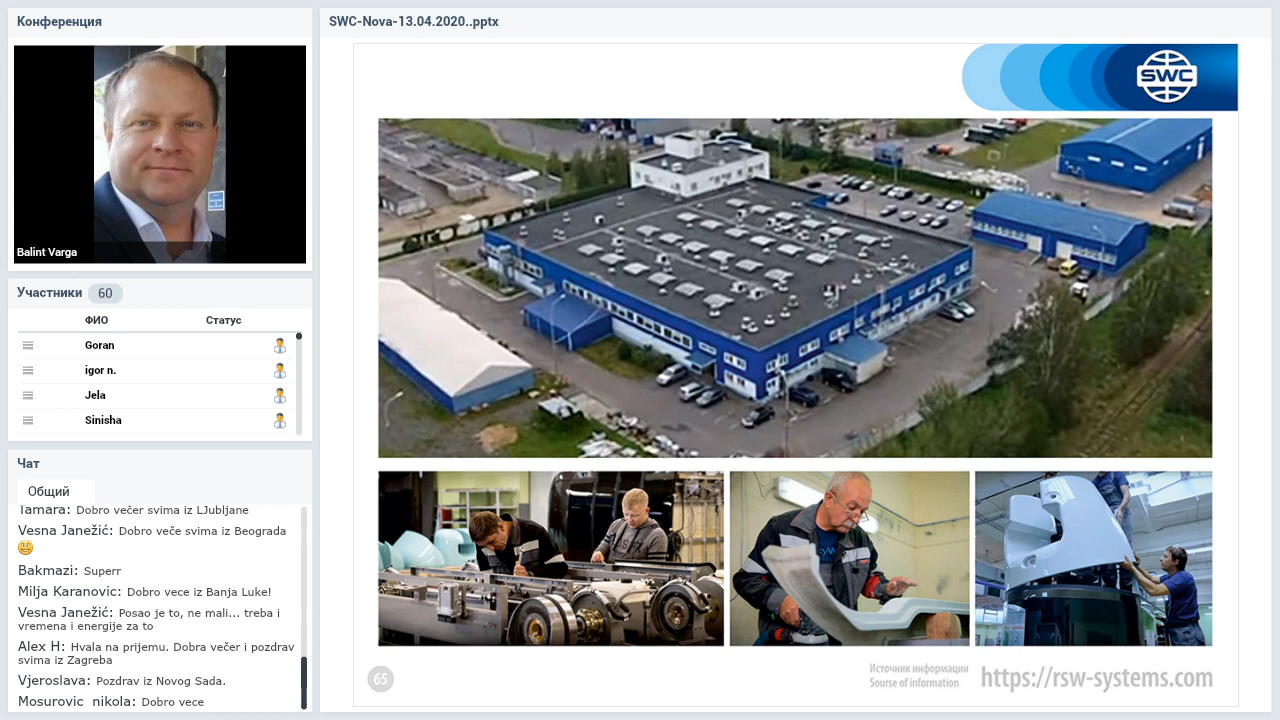 Конференция
Balint Varga
Участники 60
ФИО Статус
Goran
igor n.
Jela
Sinisha
Чат
Общий
Tamara: Dobro večer svima iz LJubljane
Vesna Janežić: Dobro veče svima iz Beograda
Bakmazi: Superr
Milja Karanovic: Dobro vece iz Banja Luke!
Vesna Janežić: Posao je to, ne mali... treba i
vremena i energije za to
Alex H: Hvala na prijemu. Dobra večer i pozdrav
svima iz Zagreba
Vjeroslava: Pozdrav iz Novog Sada.
Mosurovic nikola: Dobro vece
SWC-Nova-13.04.2020..pptx
SWC
65
Источник информации
Sourse of information
https://rsw-systems.com